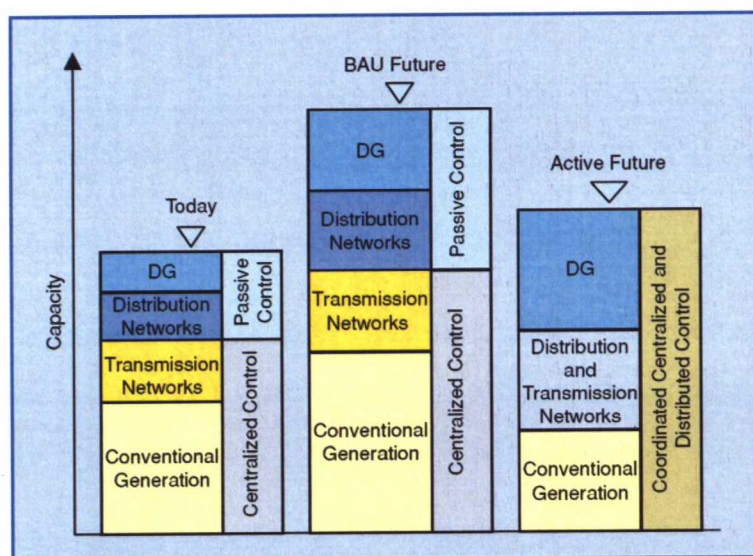 Capacity
Today
DG
Distribution
Networks
Transmission
Networks
Conventional
Generation
Passive
Control
Centralized Control
BAU Future
DG
Distribution
Networks
Transmission
Networks
Conventional
Generation
Passive Control
Centralized Control
Active Future
DG
Distribution
and
Transmission
Networks
Conventional
Generation
Coordinated Centralized and
Distributed Control